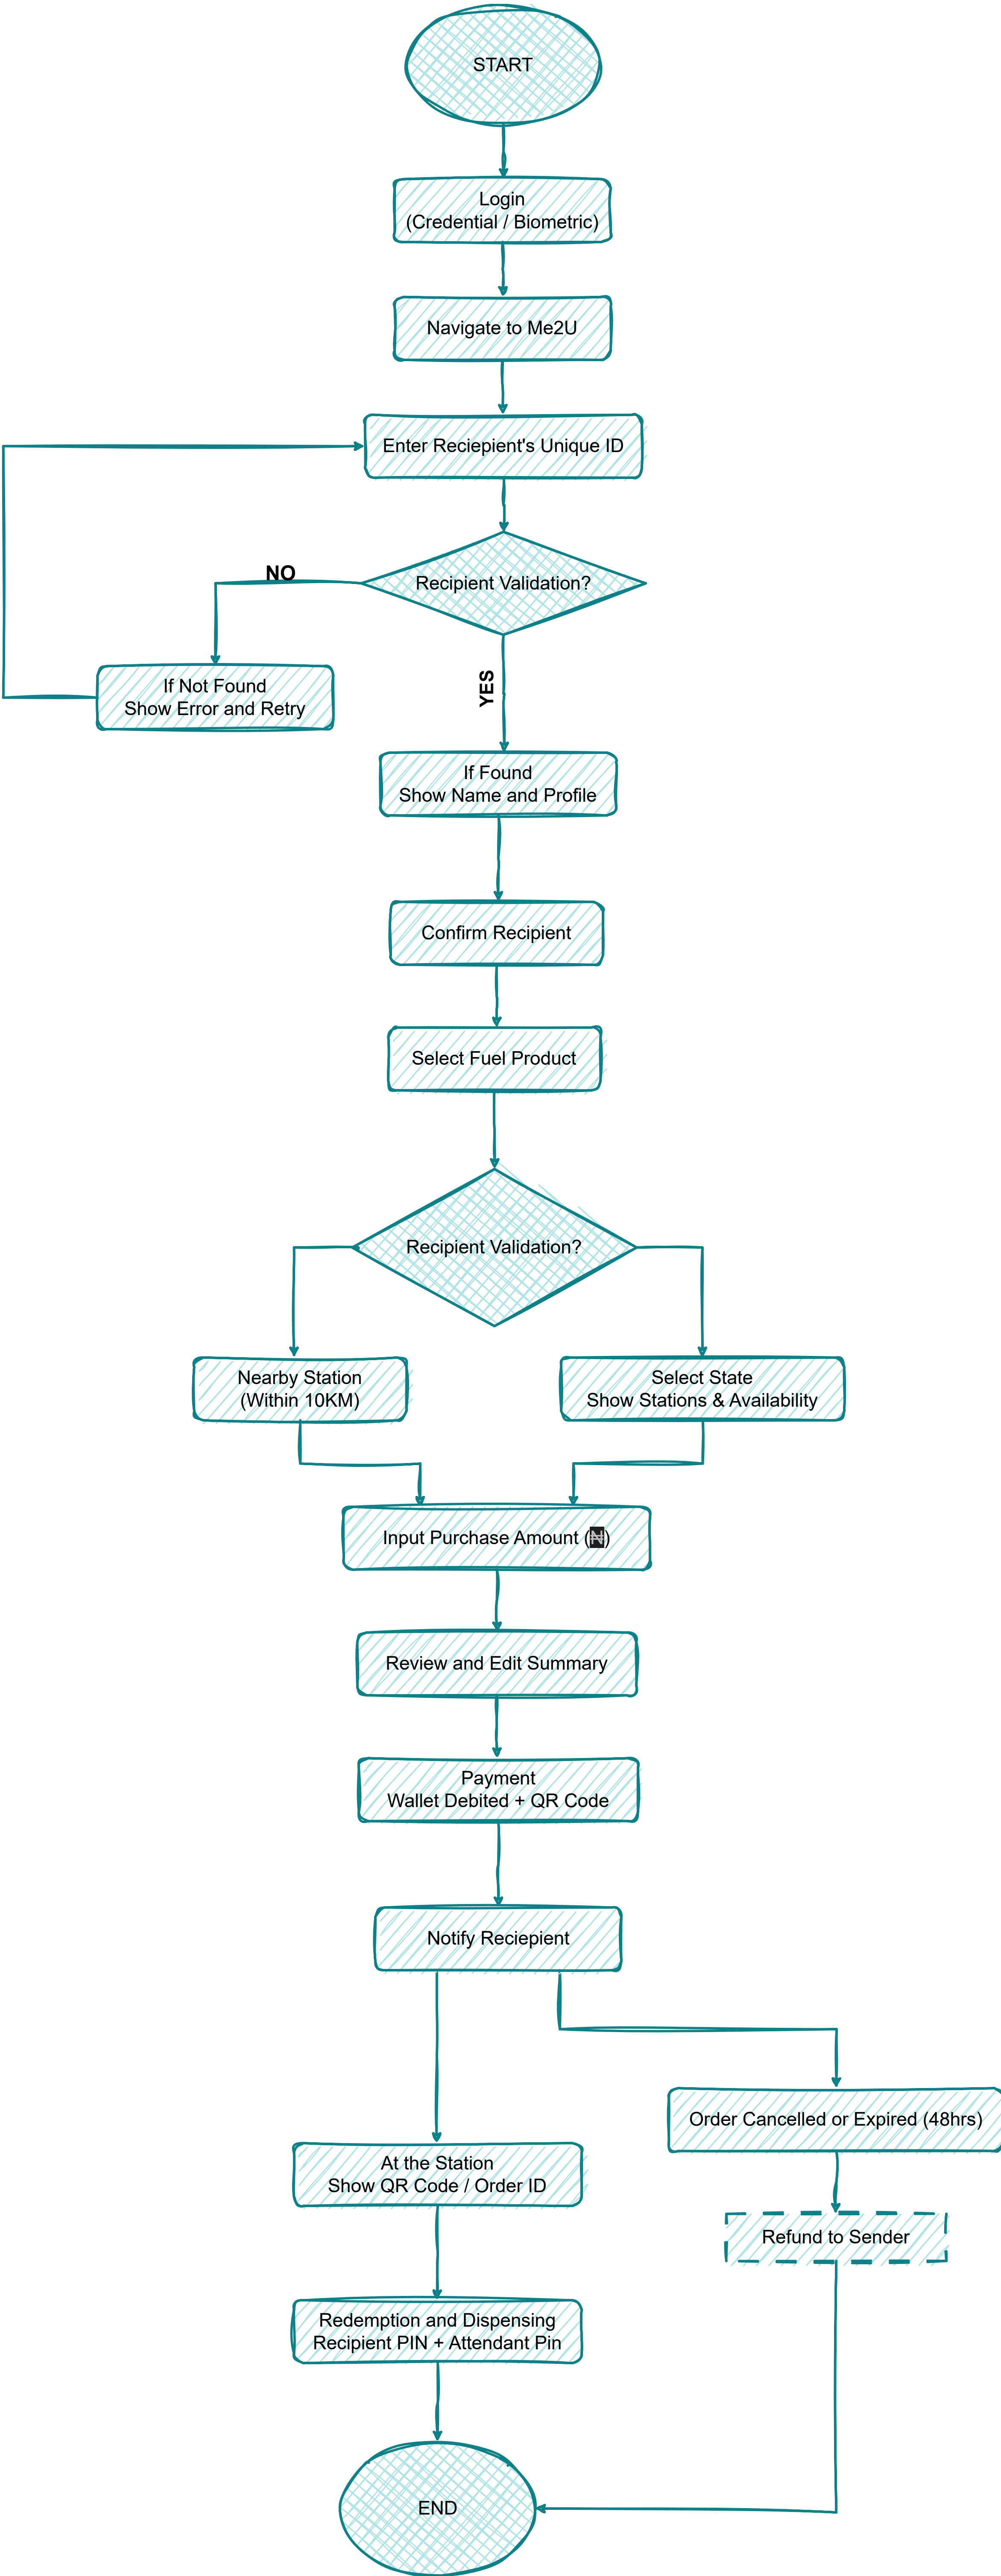 START
Login
(Credential / Biometric)
Navigate to Me2U
Enter Reciepient's Unique ID
Recipient Validation?
NO
YES
If Not Found
Show Error and Retry
If Found
Show Name and Profile
Confirm Recipient
Select Fuel Product
Recipient Validation?
Nearby Station
(Within 10KM)
Select State
Show Stations & Availability
Input Purchase Amount (₦)
Review and Edit Summary
Payment
Wallet Debited + QR Code
Notify Reciepient
Order Cancelled or Expired (48hrs)
At the Station
Show QR Code / Order ID
Refund to Sender
Redemption and Dispensing
Recipient PIN + Attendant Pin
END